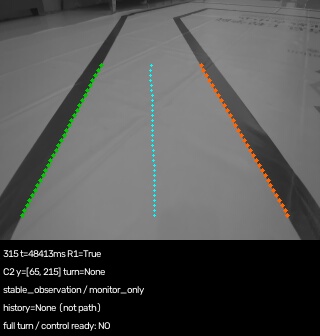 315 t=48413ms R1=True
C2 y=[65, 215] turn=None
stable_observation / monitor_only
history=None (not path)
full turn / control ready: NO